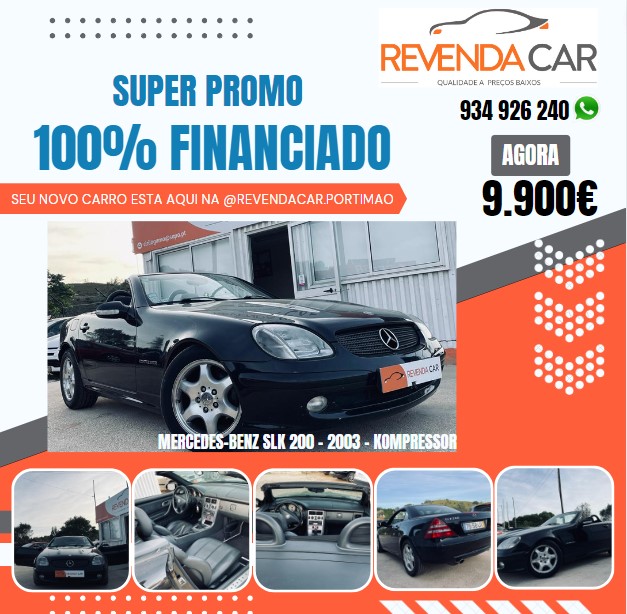 REVENDA CAR
QUALIDADE A PREÇOS BAIXOS
SUPER PROMO
934 926 240
100% FINANCIADO
AGORA
9.900€
SEU NOVO CARRO ESTA AQUI NA @REVENDACAR.PORTIMAO
REVENDA CAR
MERCEDES-BENZ SLK 200 - 2003 - KOMPRESSOR